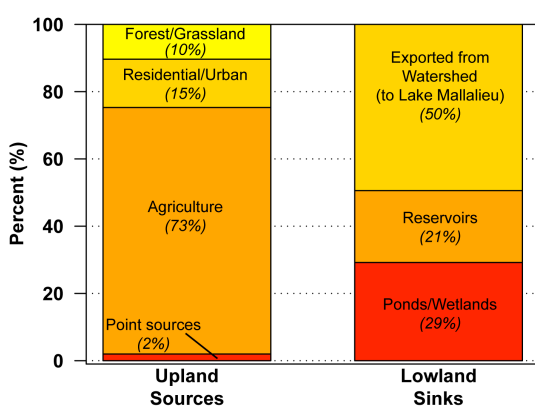 100
80
60
40
20
0
Percent (%)
Forest/Grassland
(10%)
Residential/Urban
(15%)
Agriculture
(73%)
Point sources
(2%)
Exported from
Watershed
(to Lake Mallalieu)
(50%)
Reservoirs
(21%)
Ponds/Wetlands
(29%)
Upland
Sources
Lowland
Sinks